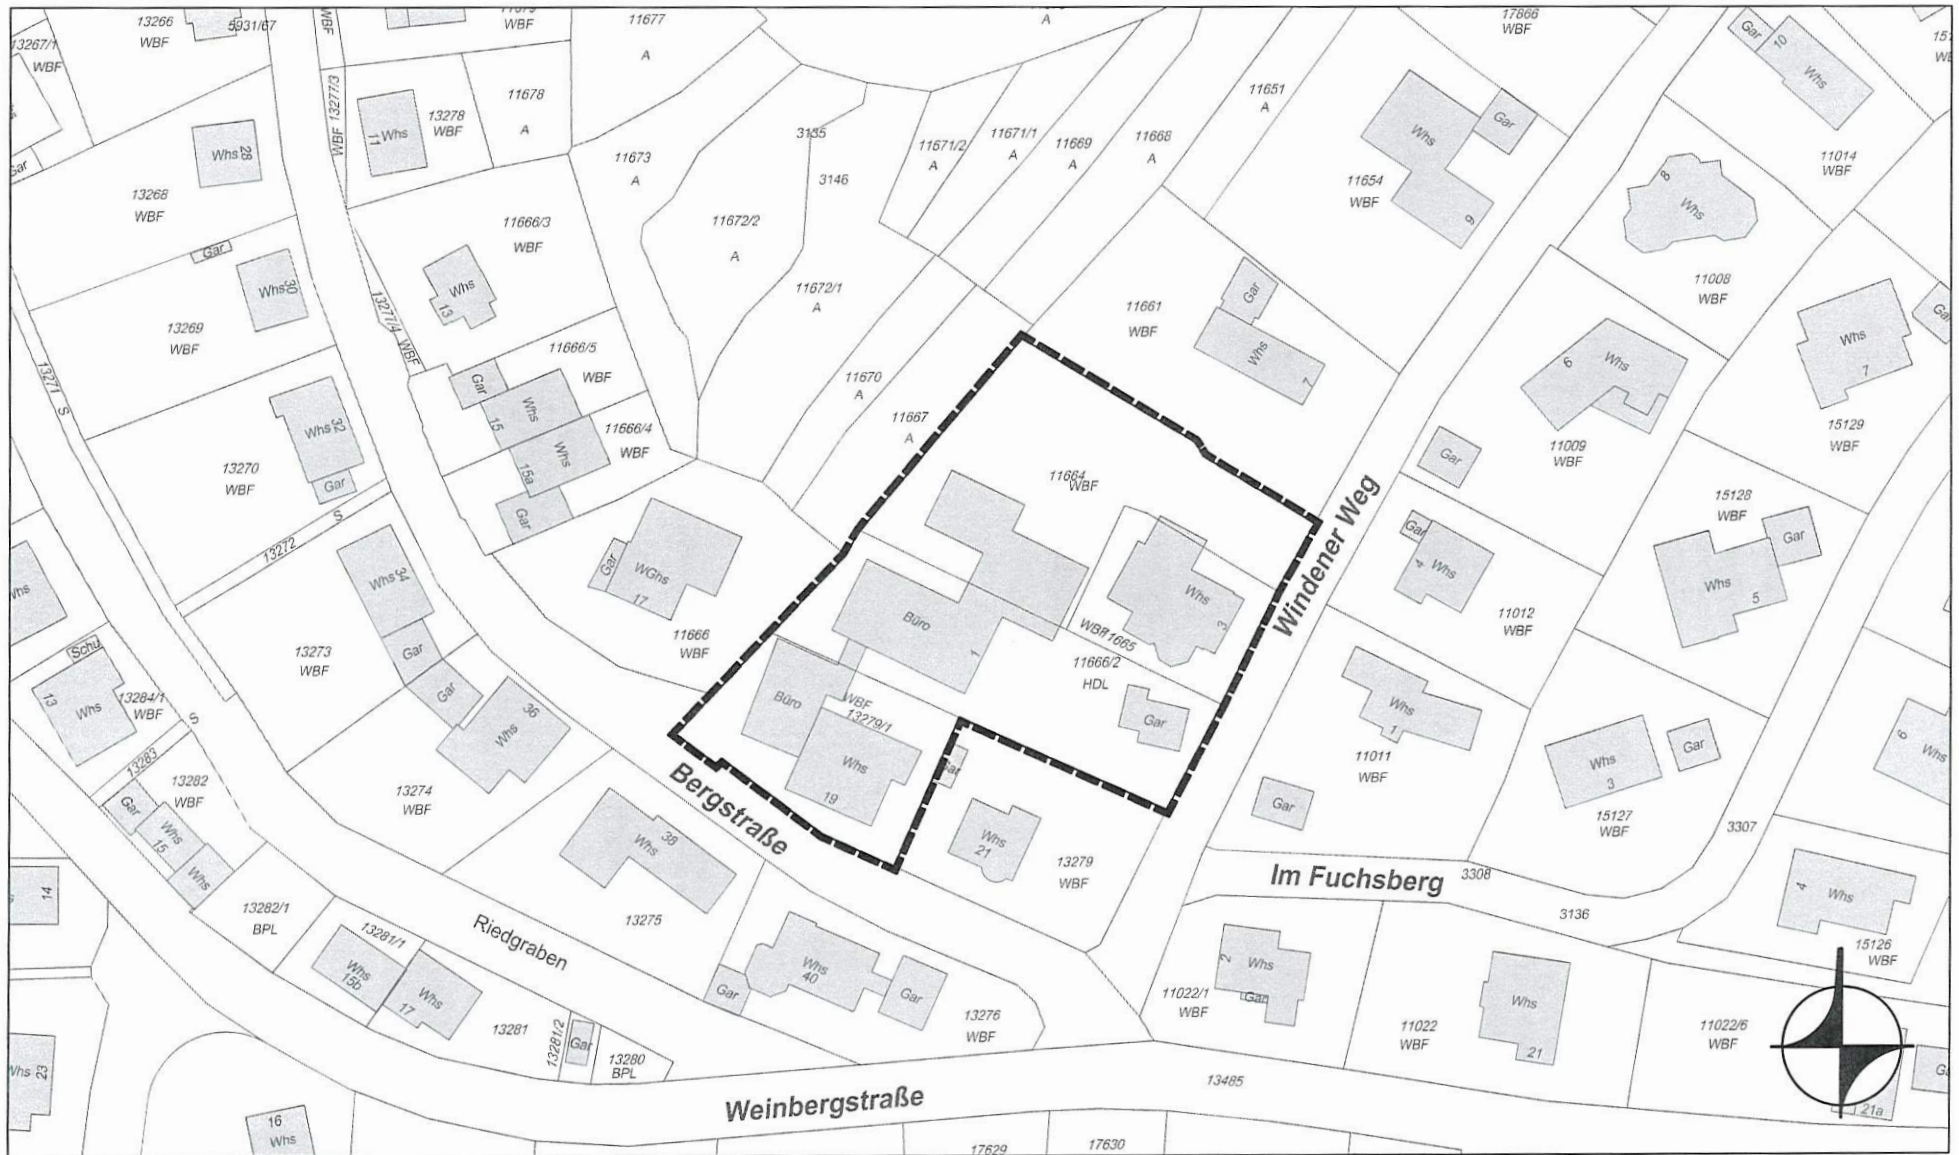 13266
WBF
5931/67
WBF
WBF
11677
A
A
17866
WBF
Gar
10
Whs
13267/1
WBF
Whs
28
WBF 13277/3
11
Whs
13278
WBF
11678
A
11651
A
Whs
Gar
11014
WBF
Gar
13268
WBF
11673
A
3135
3146
11671/2
A
11671/1
A
11669
A
11668
A
11654
WBF
9
8
Whs
Gar
11666/3
WBF
11672/2
A
Whs
30
13277/4
WBF
Whs
13
11672/1
A
11661
WBF
Gar
Whs
7
11008
WBF
13269
WBF
11666/5
WBF
6
Whs
Whs
7
Gar
13271
S
Gar
Whs
15
11670
A
11667
A
Whs
32
Gar
11666/4
WBF
Whs
15a
Gar
11009
WBF
15129
WBF
13270
WBF
Gar
11664
WBF
15128
WBF
Gar
S
13272
Windener Weg
Gar
4
Whs
Whs
34
Gar
WGhs
17
Gar
Whs
3
Whs
5
11012
WBF
Büro
1
WBF
11665
13273
WBF
11666
WBF
11666/2
HDL
Schu
13
Whs
13284/1
WBF
S
Gar
Büro
WBF
13279/1
Gar
Whs
1
36
Whs
11011
WBF
Whs
3
Gar
6
Whs
13283
13282
WBF
13274
WBF
Bergstraße
Whs
19
Gar
Gar
15127
WBF
3307
Gar
Whs
15
Whs
38
Whs
Whs
21
13279
WBF
Im Fuchsberg
3308
3136
4
Whs
14
Whs
13282/1
BPL
13275
Riedgraben
13281/1
15126
WBF
Whs
15b
Whs
17
Whs
40
Gar
Gar
2
Whs
Gar
11022/1
WBF
Whs
21
13276
WBF
13281
13281/2
Gar
13280
BPL
11022
WBF
11022/6
WBF
Whs
23
13485
Weinbergstraße
21a
16
Whs
17629
17630